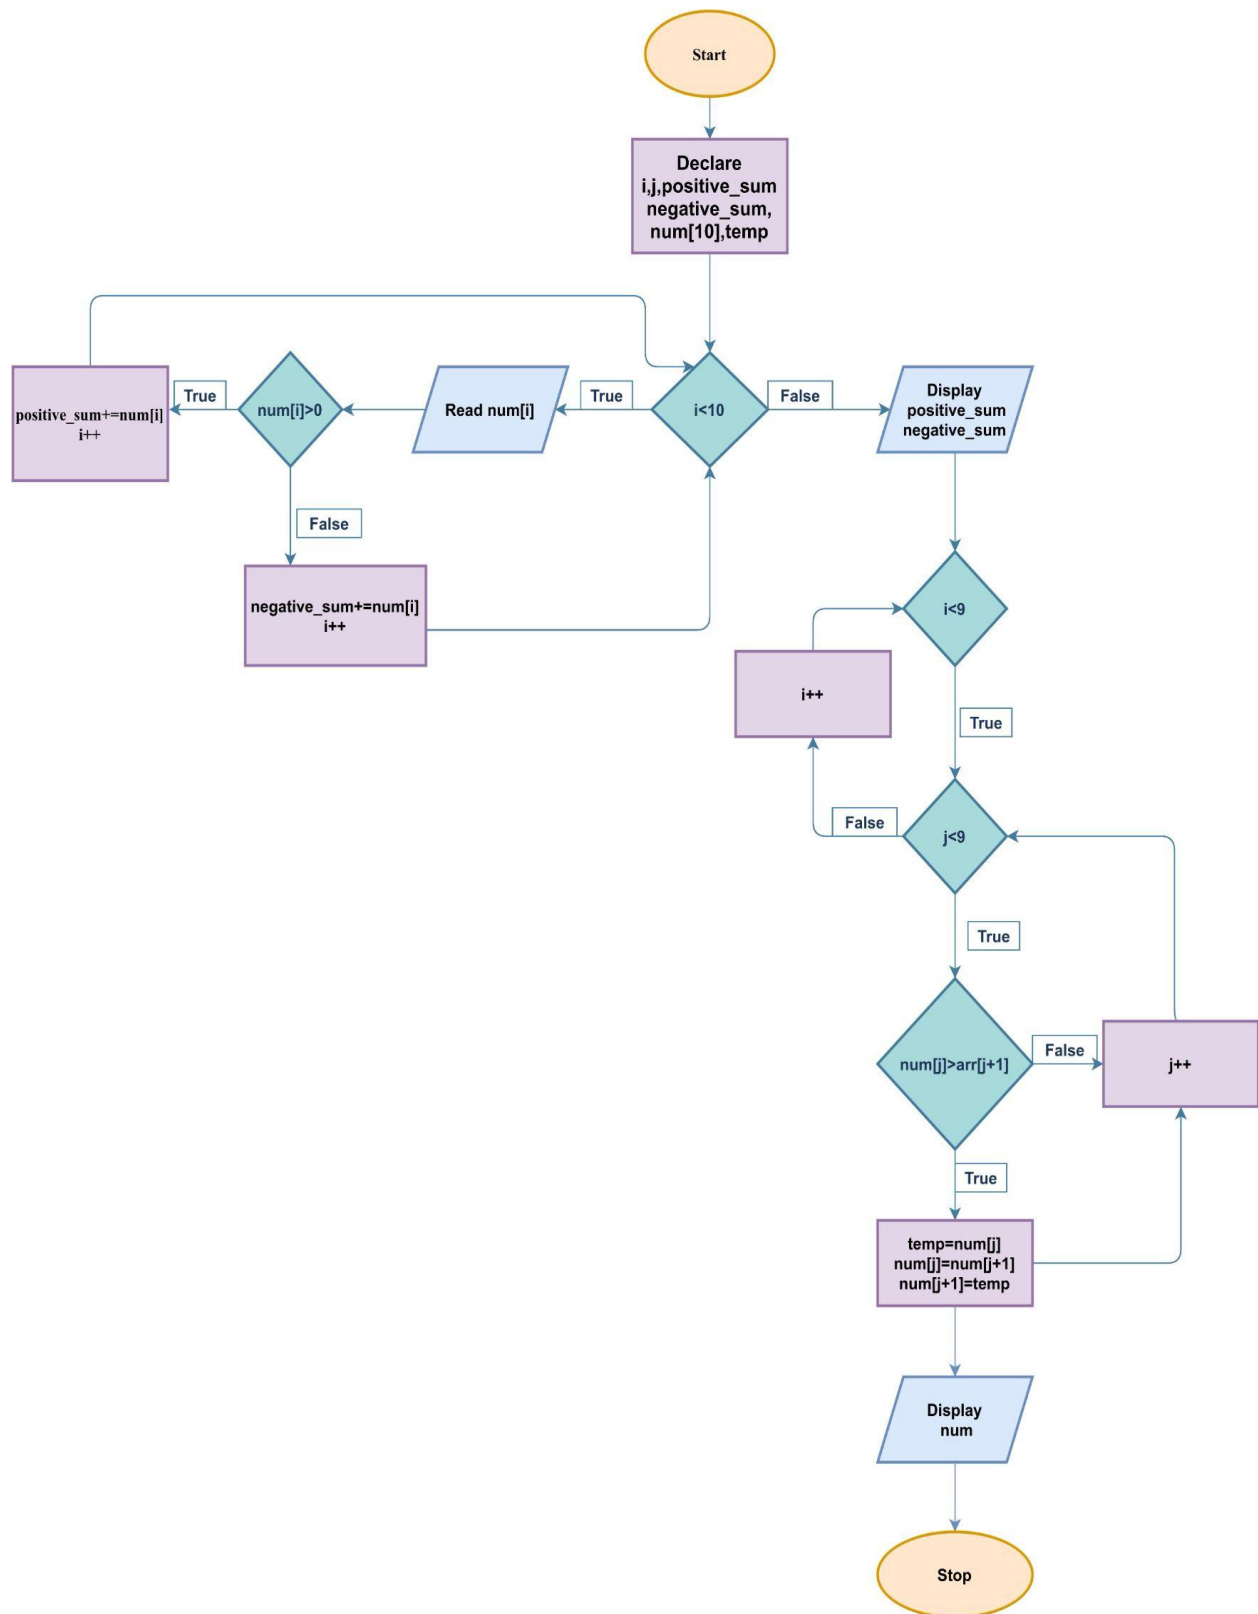 Start
Declare
i,j,positive_sum
negative_sum,
num[10],temp
positive_sum+=num[i]
i++
True
num[i]>0
Read num[i]
True
i<10
False
Display
positive_sum
negative_sum
False
negative_sum+=num[i]
i++
i<9
i++
True
False
j<9
True
num[j]>arr[j+1]
False
j++
True
temp=num[j]
num[j]=num[j+1]
num[j+1]=temp
Display
num
Stop